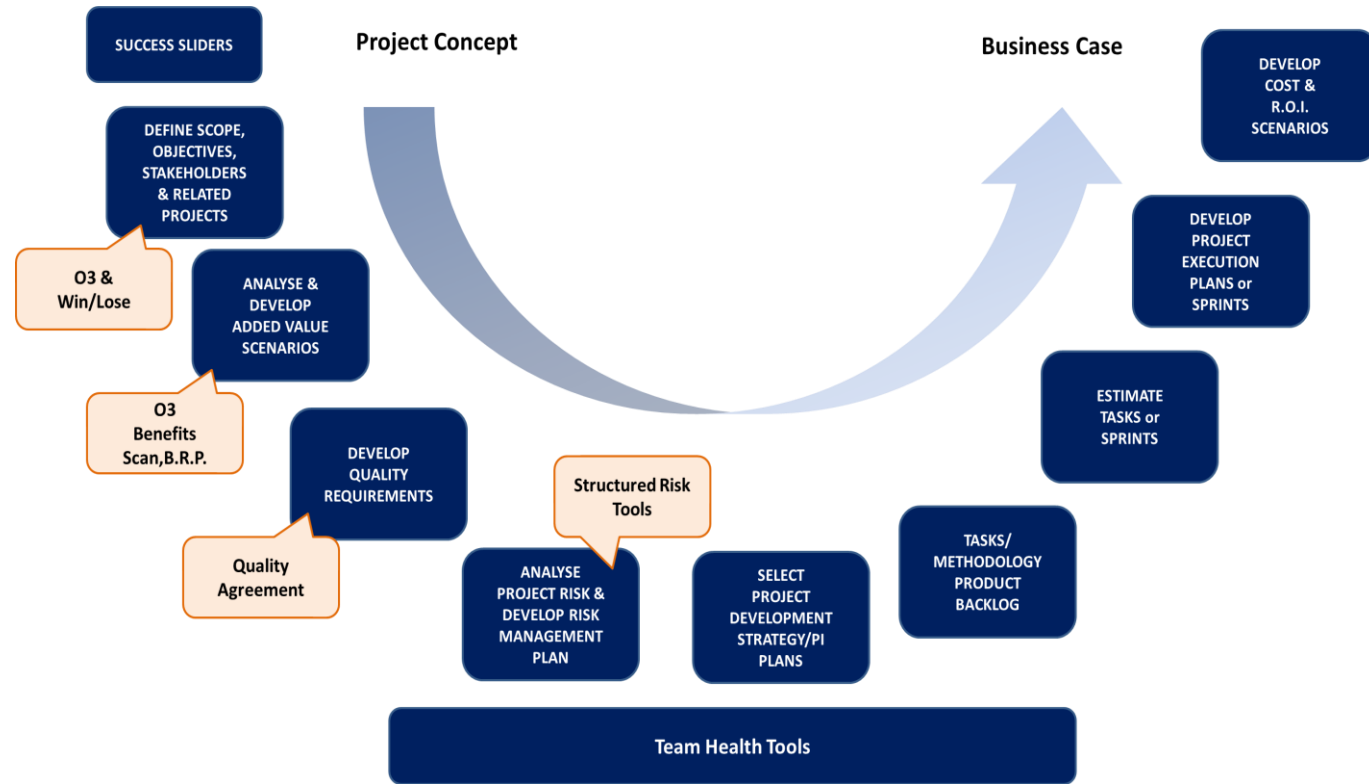 SUCCESS SLIDERS
Project Concept
Business Case
DEFINE SCOPE,
OBJECTIVES,
STAKEHOLDERS
& RELATED
PROJECTS
O3 &
Win/Lose
ANALYSE &
DEVELOP
ADDED VALUE
SCENARIOS
O3
Benefits
Scan,B.R.P.
DEVELOP
QUALITY
REQUIREMENTS
Quality
Agreement
Structured Risk
Tools
ANALYSE
PROJECT RISK &
DEVELOP RISK
MANAGEMENT
PLAN
SELECT
PROJECT
DEVELOPMENT
STRATEGY/PI
PLANS
TASKS/
METHODOLOGY
PRODUCT
BACKLOG
ESTIMATE
TASKS or
SPRINTS
DEVELOP
PROJECT
EXECUTION
PLANS or
SPRINTS
DEVELOP
COST &
R.O.I.
SCENARIOS
Team Health Tools